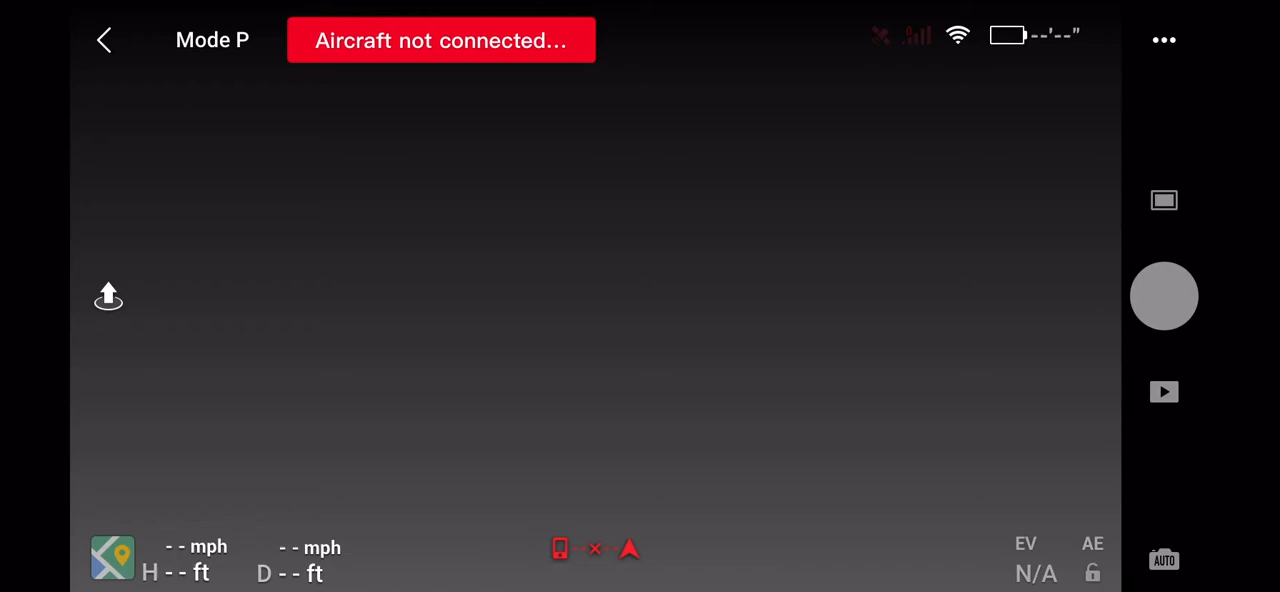 Mode P
Aircraft not connected...
--'--"
-- mph
-- mph
H -- ft
D -- ft
EV
AE
N/A
AUTO